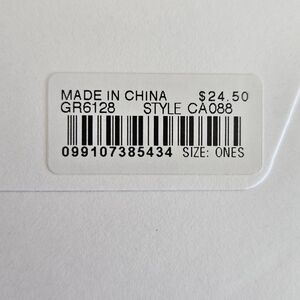 MADE IN CHINA $24.50
GR6128 STYLE CA088
099107385434 SIZE: ONES